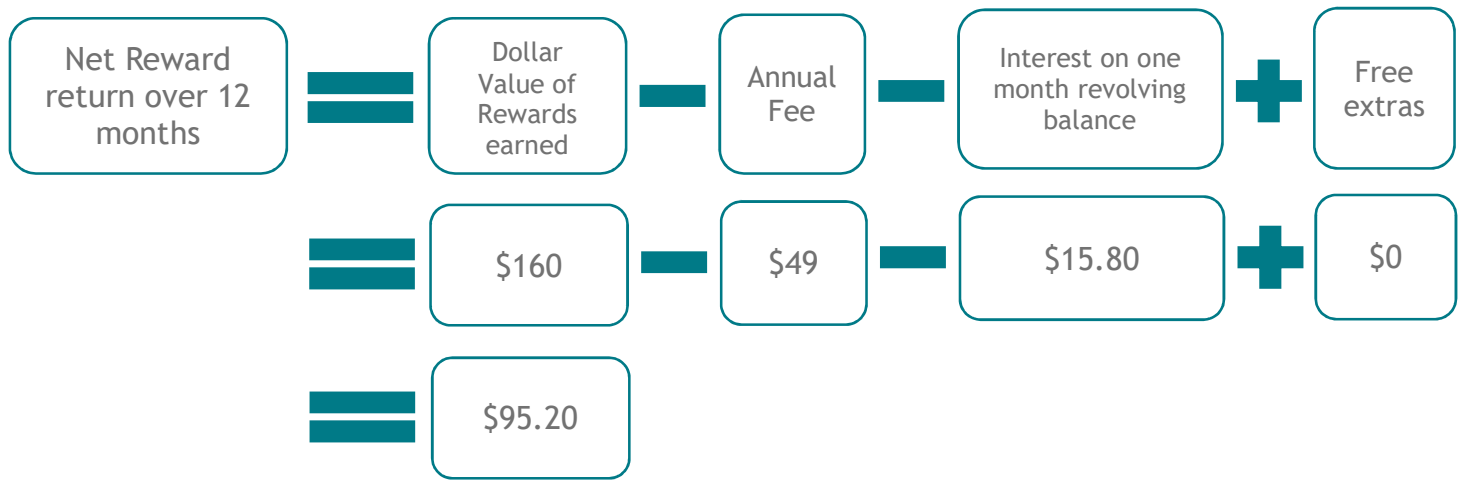 Net Reward
return over 12
months
Dollar
Value of
Rewards
earned
Annual
Fee
Interest on one
month revolving
balance
Free
extras
$160
$49
$15.80
$0
$95.20